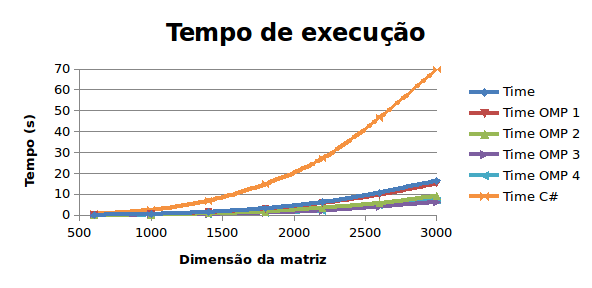 Tempo de execução
70
60
50
40
30
20
10
0
500 1000 1500 2000 2500 3000
Tempo (s)
Dimensão da matriz
Time
Time OMP 1
Time OMP 2
Time OMP 3
Time OMP 4
Time C#